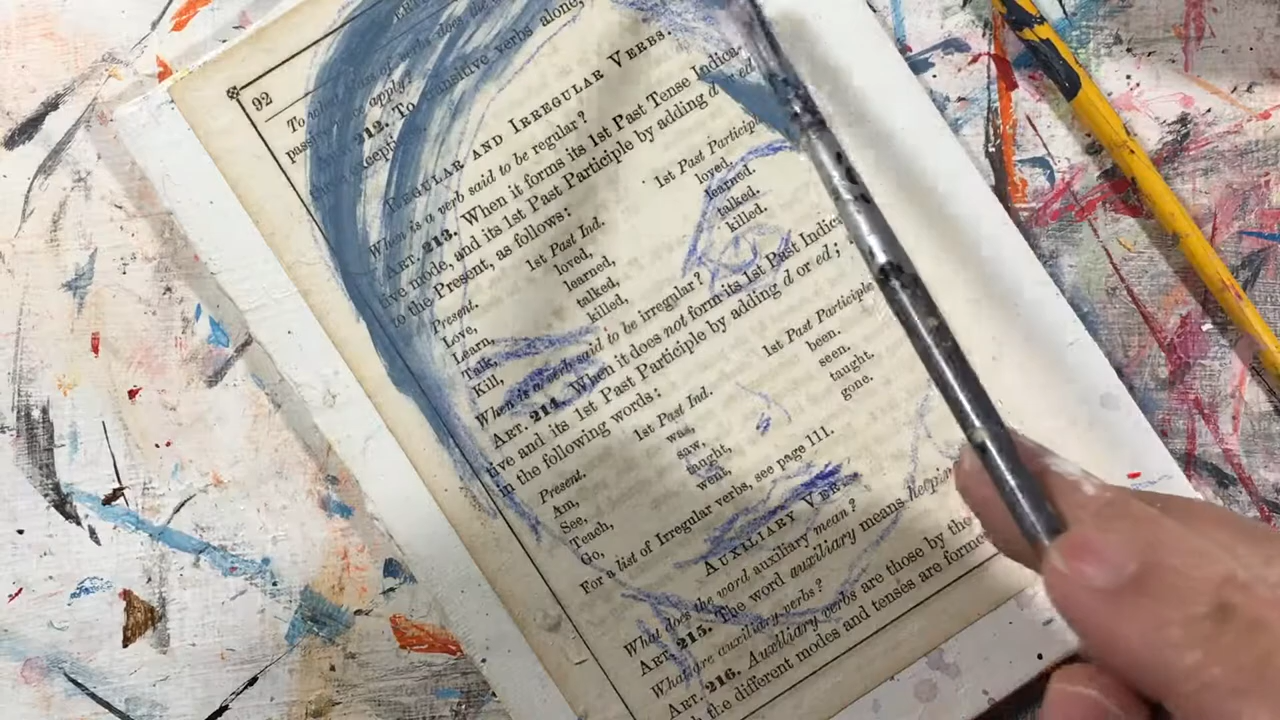 92
To what class of verbs does the
passive apply?
212. To transitive verbs alone,
REGULAR AND IRREGULAR VERBS.
When is a verb said to be regular?
ART. 213. When it forms its 1st Past Tense Indica-
tive mode, and its 1st Past Participle by adding d or ed
to the Present, as follows:
Present. 1st Past Ind. 1st Past Participle
Love, loved, loved.
Learn, learned, learned.
Talk, talked, talked.
Kill, killed, killed.
When is a verb said to be irregular?
ART. 214. When it does not form its 1st Past Indica
tive and its 1st Past Participle by adding d or ed;
in the following words:
Present. 1st Past Ind. 1st Past Participle
Am, was, been.
See, saw, seen.
Teach, taught, taught.
Go, went, gone.
For a list of Irregular verbs, see page 111.
AUXILIARY VER
What does the word auxiliary mean?
ART. 215. The word auxiliary means helpin
What are auxiliary verbs?
ART. 216. Auxiliary verbs are those by the
the different modes and tenses are forme